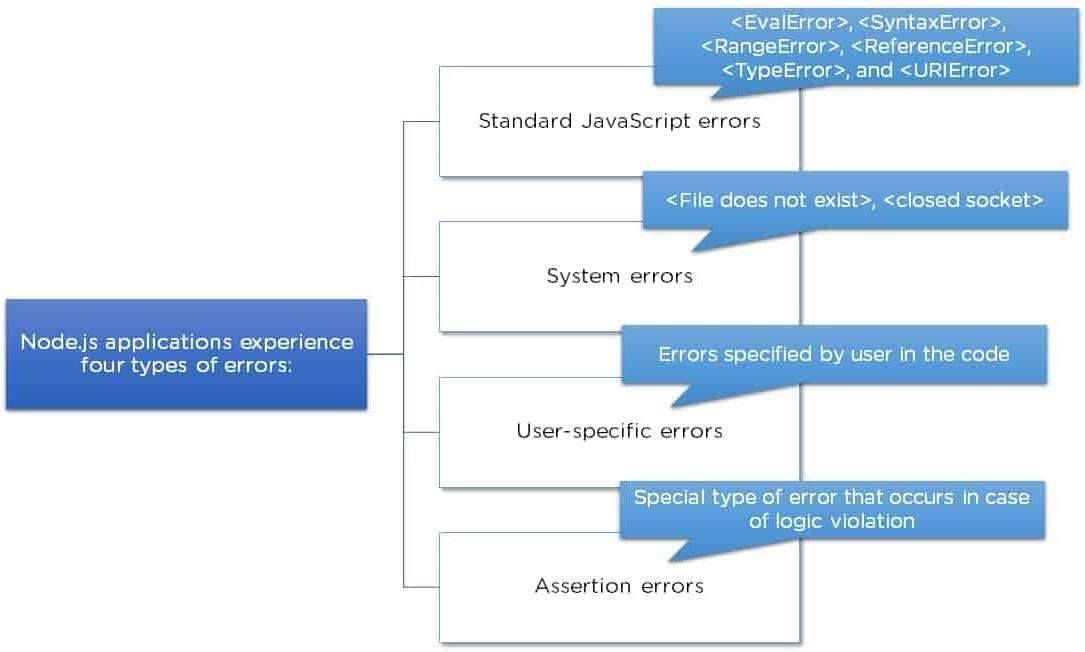 <EvalError>, <SyntaxError>,
<RangeError>, <ReferenceError>,
<TypeError>, and <URIError>
Standard JavaScript errors
<File does not exist>, <closed socket>
System errors
Node.js applications experience
four types of errors:
Errors specified by user in the code
User-specific errors
Special type of error that occurs in case
of logic violation
Assertion errors